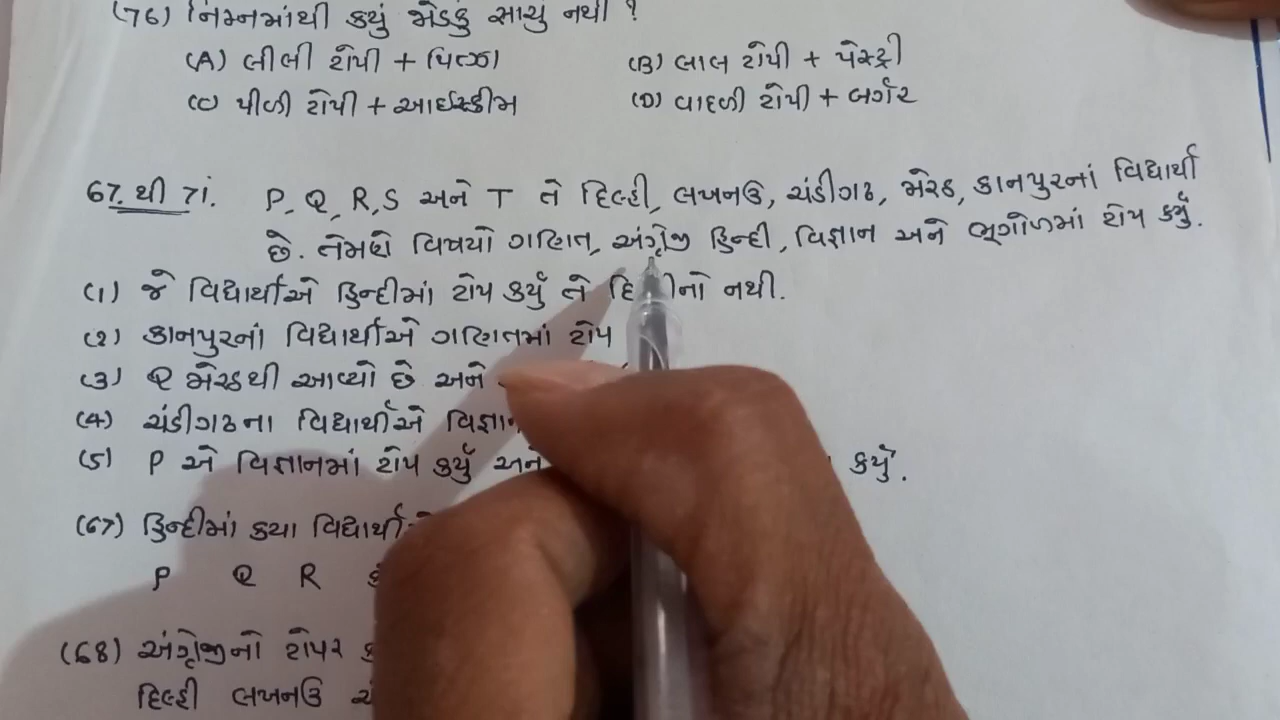 (76) નિમ્નમાંથી કયું જોડકું સાચુ નથી ?
(A) લીલી ટોપી + પિત્ઝા (B) લાલ ટોપી + પેસ્ટ્રી
(C) પીળી ટોપી + આઈસ્ક્રીમ (D) વાદળી ટોપી + બર્ગર
67 થી 71. P, Q, R, S અને T તે દિલ્હી, લખનઉ, ચંડીગઢ, મેરઠ, કાનપુરનાં વિદ્યાર્થી
છે. તેમણે વિષયો ગણિત, અંગ્રેજી હિન્દી, વિજ્ઞાન અને ભૂગોળમાં ટોપ કર્યું.
(1) જે વિદ્યાર્થીએ હિન્દીમાં ટોપ કર્યું તે નથી.
(2) કાનપુરનાં વિદ્યાર્થીએ ગણિતમાં ટોપ
(3) Q મેરઠથી આવ્યો છે અને
(4) ચંડીગઢના વિદ્યાર્થીએ
(5) P એ વિજ્ઞાનમાં ટોપ કર્યું અને કર્યું.
(67) હિન્દીમાં કયા
P Q R
(68) અંગ્રેજીનો ટોપર
દિલ્હી લખનઉ